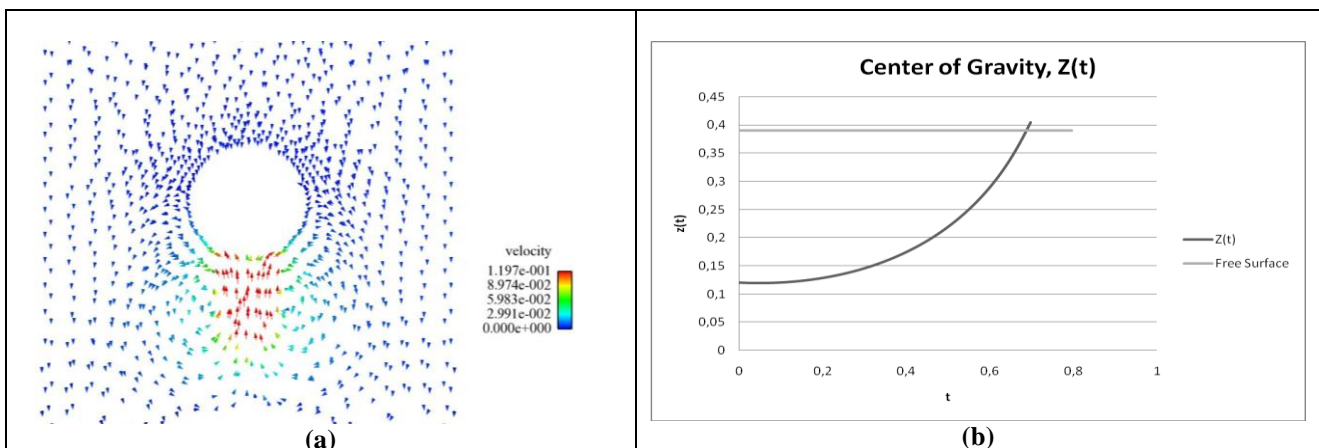 velocity
1.197e-001
8.974e-002
5.983e-002
2.991e-002
0.000e+000
(a)
Center of Gravity, Z(t)
0,45
0,4
0,35
0,3
0,25
0,2
0,15
0,1
0,05
0
z(t)
0 0,2 0,4 0,6 0,8 1
t
Z(t)
Free Surface
(b)